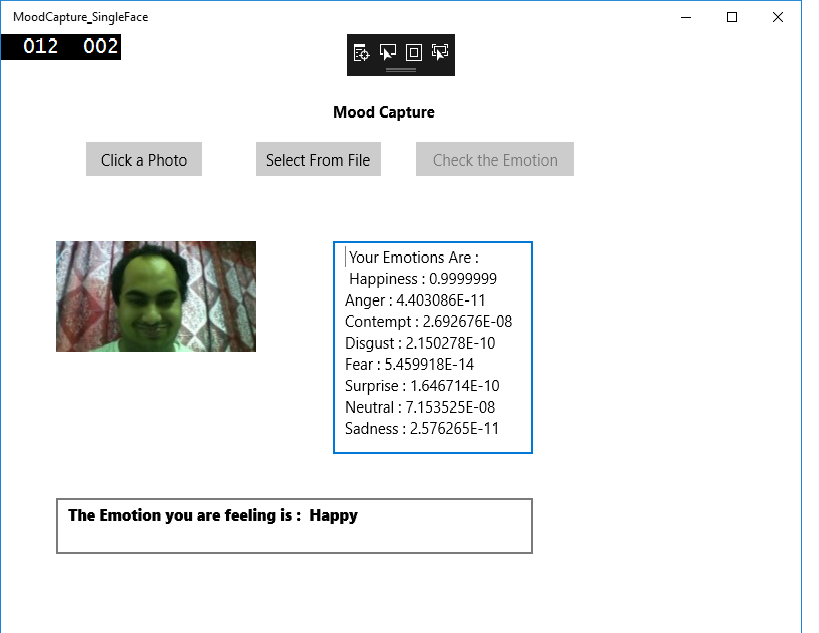 MoodCapture_SingleFace
012 002
Mood Capture
Click a Photo Select From File Check the Emotion
Your Emotions Are :
Happiness : 0.9999999
Anger : 4.403086E-11
Contempt : 2.692676E-08
Disgust : 2.150278E-10
Fear : 5.459918E-14
Surprise : 1.646714E-10
Neutral : 7.153525E-08
Sadness : 2.576265E-11
The Emotion you are feeling is : Happy